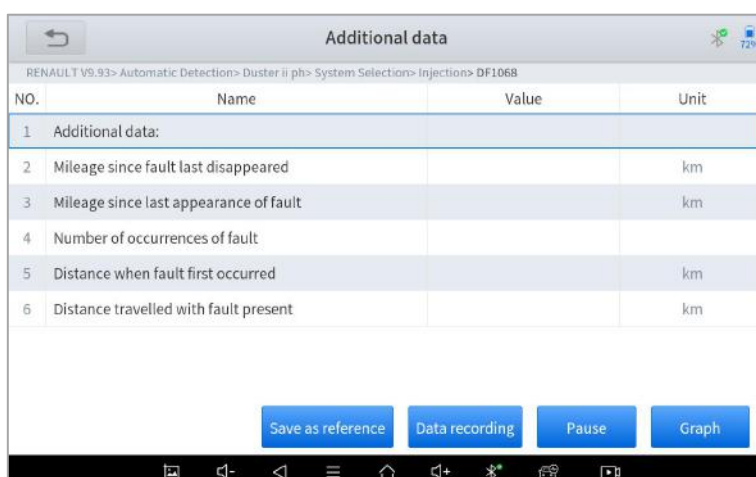 Additional data
72%
RENAULT V9.93> Automatic Detection> Duster ii ph> System Selection> Injection> DF1068
NO. Name Value Unit
1 Additional data:
2 Mileage since fault last disappeared km
3 Mileage since last appearance of fault km
4 Number of occurrences of fault
5 Distance when fault first occurred km
6 Distance travelled with fault present km
Save as reference Data recording Pause Graph